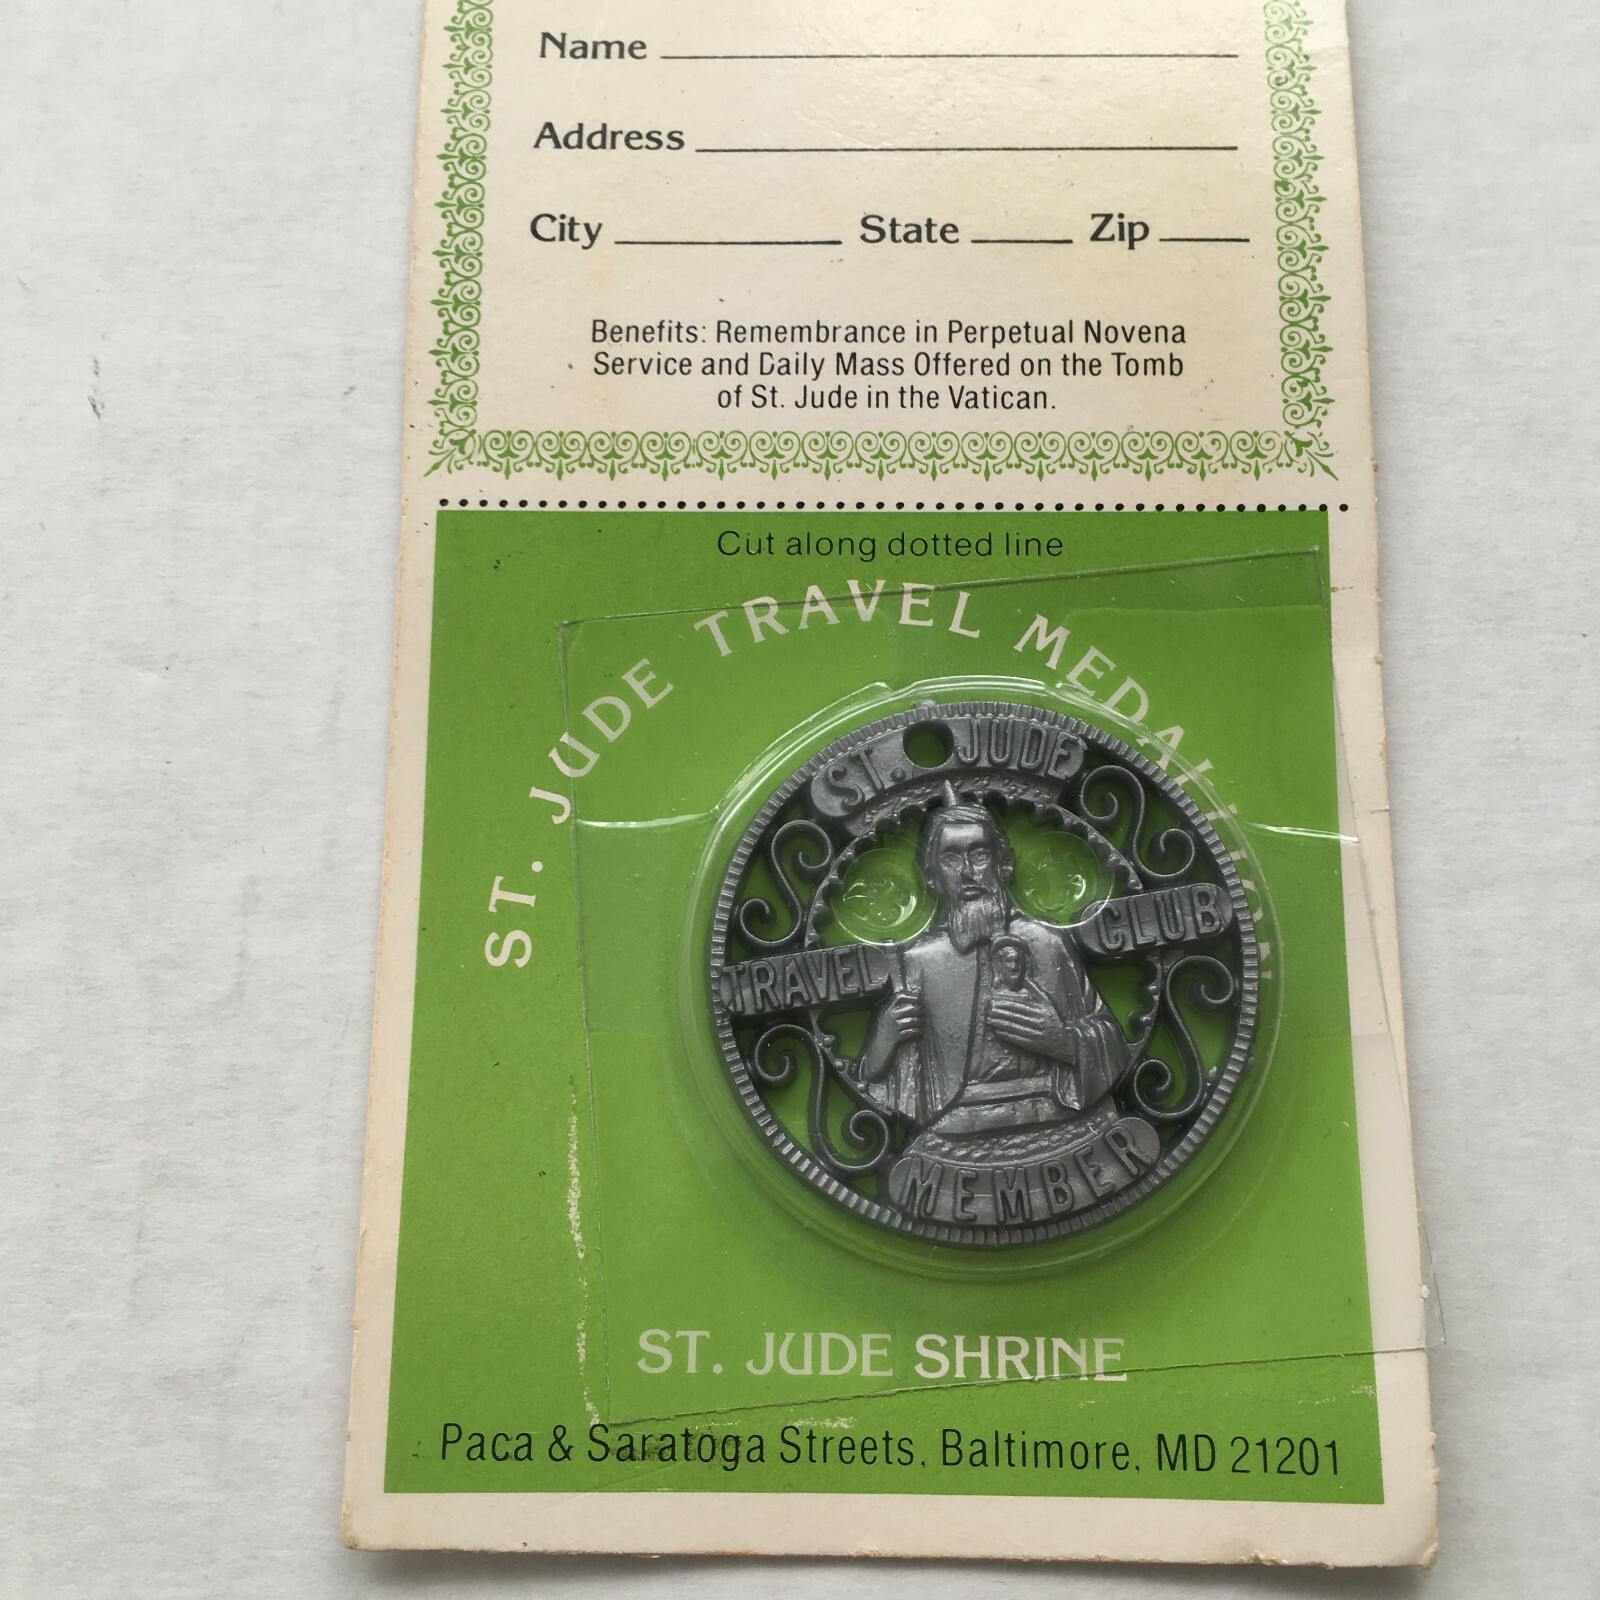 Name
Address
City State Zip
Benefits: Remembrance in Perpetual Novena
Service and Daily Mass Offered on the Tomb
of St. Jude in the Vatican.
Cut along dotted line
ST. JUDE TRAVEL MEDALLION
ST. JUDE
TRAVEL CLUB
MEMBER
ST. JUDE SHRINE
Paca & Saratoga Streets, Baltimore, MD 21201